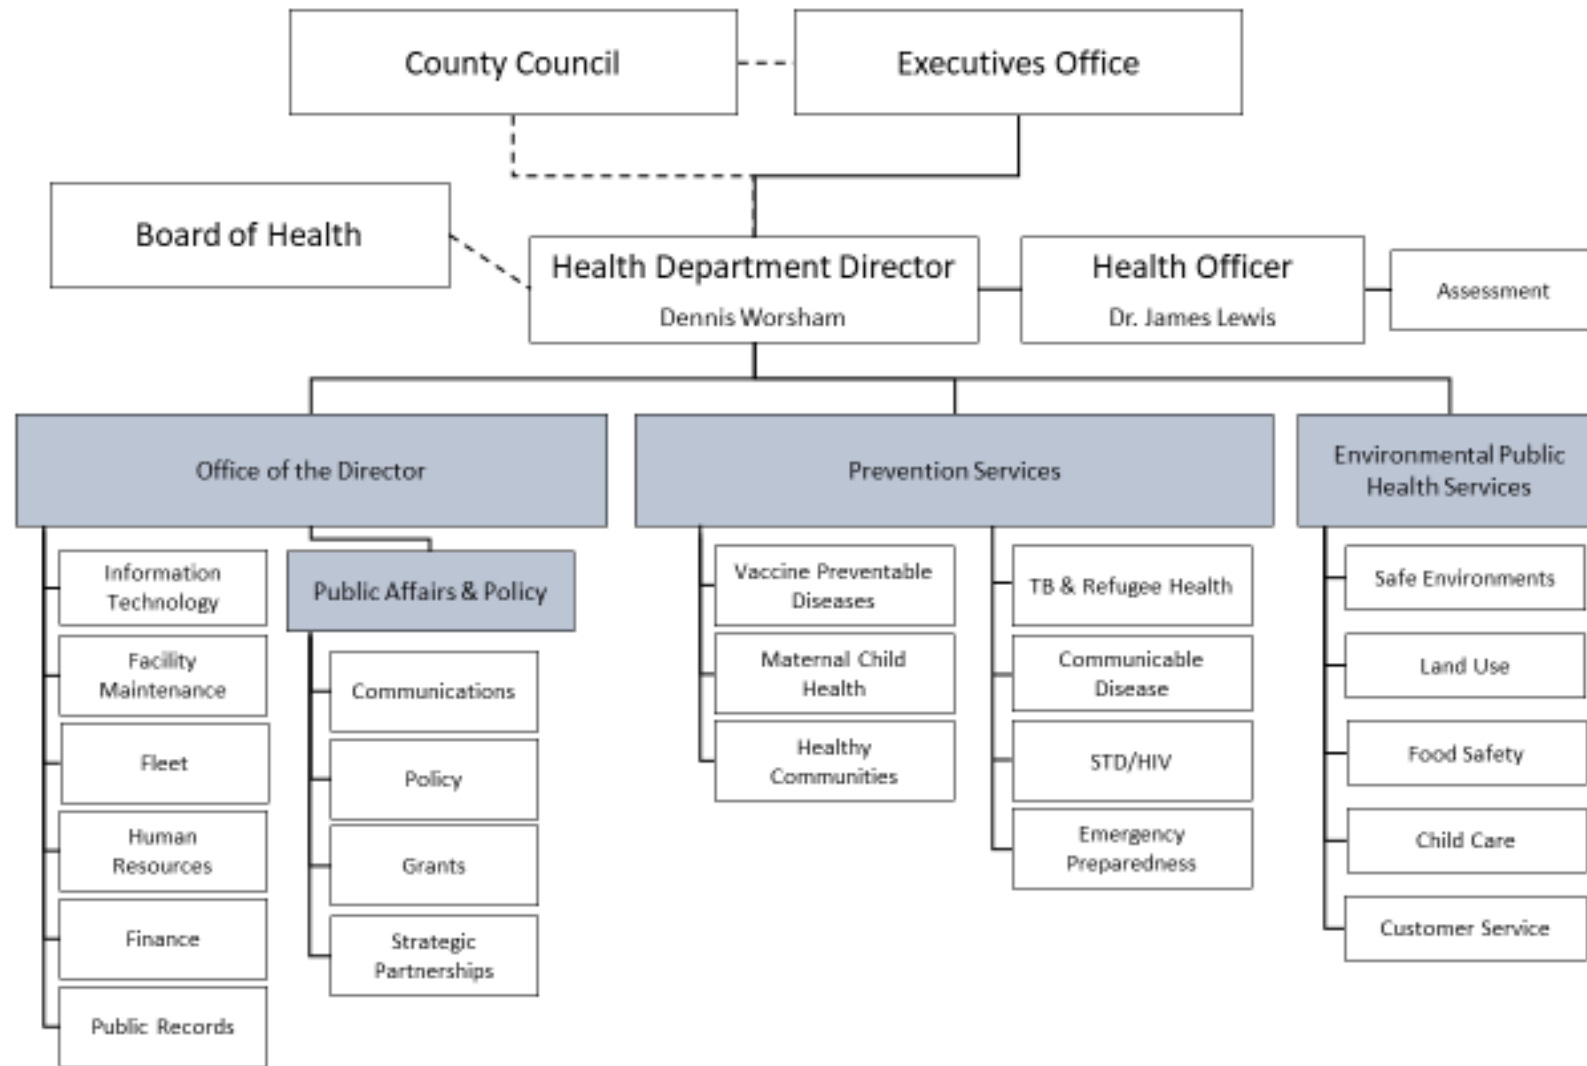 County Council
Executives Office
Board of Health
Health Department Director
Dennis Worsham
Health Officer
Dr. James Lewis
Assessment
Office of the Director
Prevention Services
Environmental Public
Health Services
Information
Technology
Facility
Maintenance
Fleet
Human
Resources
Finance
Public Records
Public Affairs & Policy
Communications
Policy
Grants
Strategic
Partnerships
Vaccine Preventable
Diseases
Maternal Child
Health
Healthy
Communities
TB & Refugee Health
Communicable
Disease
STD/HIV
Emergency
Preparedness
Safe Environments
Land Use
Food Safety
Child Care
Customer Service